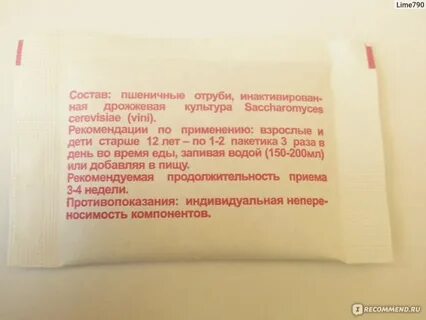 Lime790
Состав: пшеничные отруби, инактивирован-
ная дрожжевая культура Saccharomyces
cerevisiae (vini).
Рекомендации по применению: взрослые и
дети старше 12 лет – по 1-2 пакетика 3 раза в
день во время еды, запивая водой (150-200мл)
или добавляя в пищу.
Рекомендуемая продолжительность приема
3-4 недели.
Противопоказания: индивидуальная непере-
носимость компонентов.
IRECOMMEND.RU